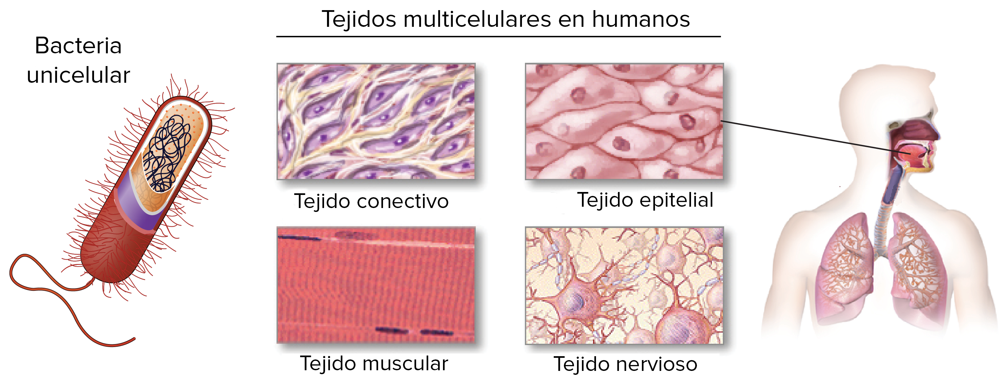 Tejidos multicelulares en humanos
Bacteria
unicelular
Tejido conectivo
Tejido epitelial
Tejido muscular
Tejido nervioso